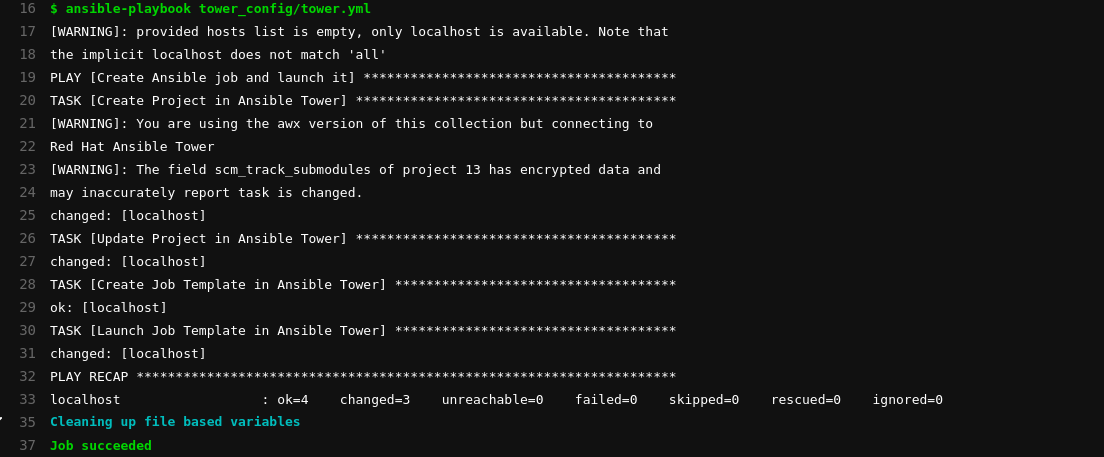 16 $ ansible-playbook tower_config/tower.yml
17 [WARNING]: provided hosts list is empty, only localhost is available. Note that
18 the implicit localhost does not match 'all'
19 PLAY [Create Ansible job and launch it] ****************************************
20 TASK [Create Project in Ansible Tower] *****************************************
21 [WARNING]: You are using the awx version of this collection but connecting to
22 Red Hat Ansible Tower
23 [WARNING]: The field scm_track_submodules of project 13 has encrypted data and
24 may inaccurately report task is changed.
25 changed: [localhost]
26 TASK [Update Project in Ansible Tower] *****************************************
27 changed: [localhost]
28 TASK [Create Job Template in Ansible Tower] ************************************
29 ok: [localhost]
30 TASK [Launch Job Template in Ansible Tower] ************************************
31 changed: [localhost]
32 PLAY RECAP *********************************************************************
33 localhost                  : ok=4    changed=3    unreachable=0    failed=0    skipped=0    rescued=0    ignored=0
35 Cleaning up file based variables
37 Job succeeded